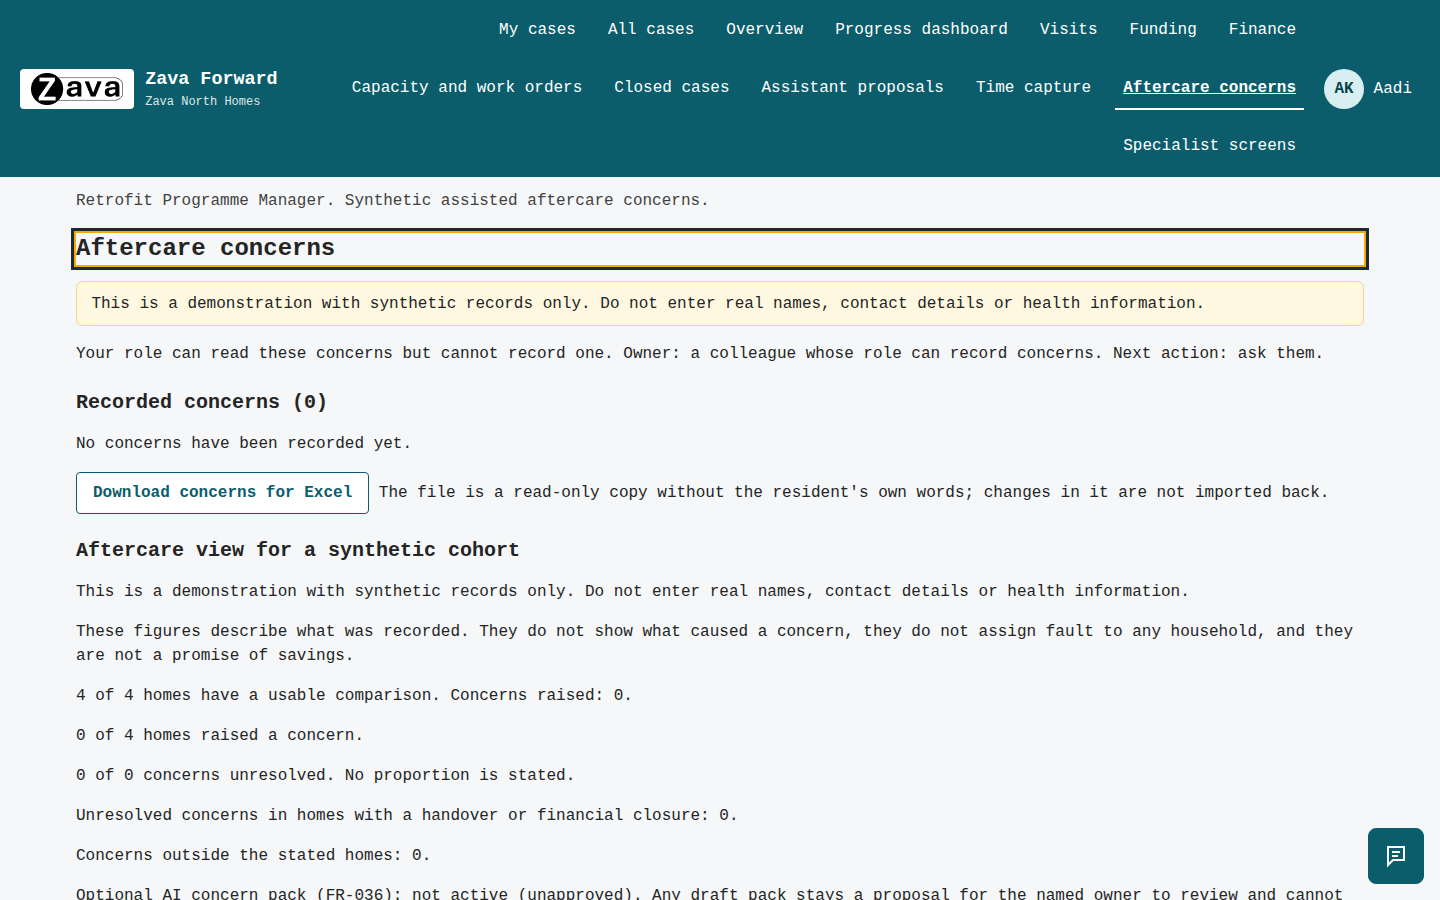 My cases All cases Overview Progress dashboard Visits Funding Finance
Zava
Zava Forward
Zava North Homes
Capacity and work orders Closed cases Assistant proposals Time capture Aftercare concerns
AK Aadi
Specialist screens
Retrofit Programme Manager. Synthetic assisted aftercare concerns.
Aftercare concerns
This is a demonstration with synthetic records only. Do not enter real names, contact details or health information.
Your role can read these concerns but cannot record one. Owner: a colleague whose role can record concerns. Next action: ask them.
Recorded concerns (0)
No concerns have been recorded yet.
Download concerns for Excel The file is a read-only copy without the resident's own words; changes in it are not imported back.
Aftercare view for a synthetic cohort
This is a demonstration with synthetic records only. Do not enter real names, contact details or health information.
These figures describe what was recorded. They do not show what caused a concern, they do not assign fault to any household, and they
are not a promise of savings.
4 of 4 homes have a usable comparison. Concerns raised: 0.
0 of 4 homes raised a concern.
0 of 0 concerns unresolved. No proportion is stated.
Unresolved concerns in homes with a handover or financial closure: 0.
Concerns outside the stated homes: 0.
Optional AI concern pack (FR-036): not active (unapproved). Any draft pack stays a proposal for the named owner to review and cannot